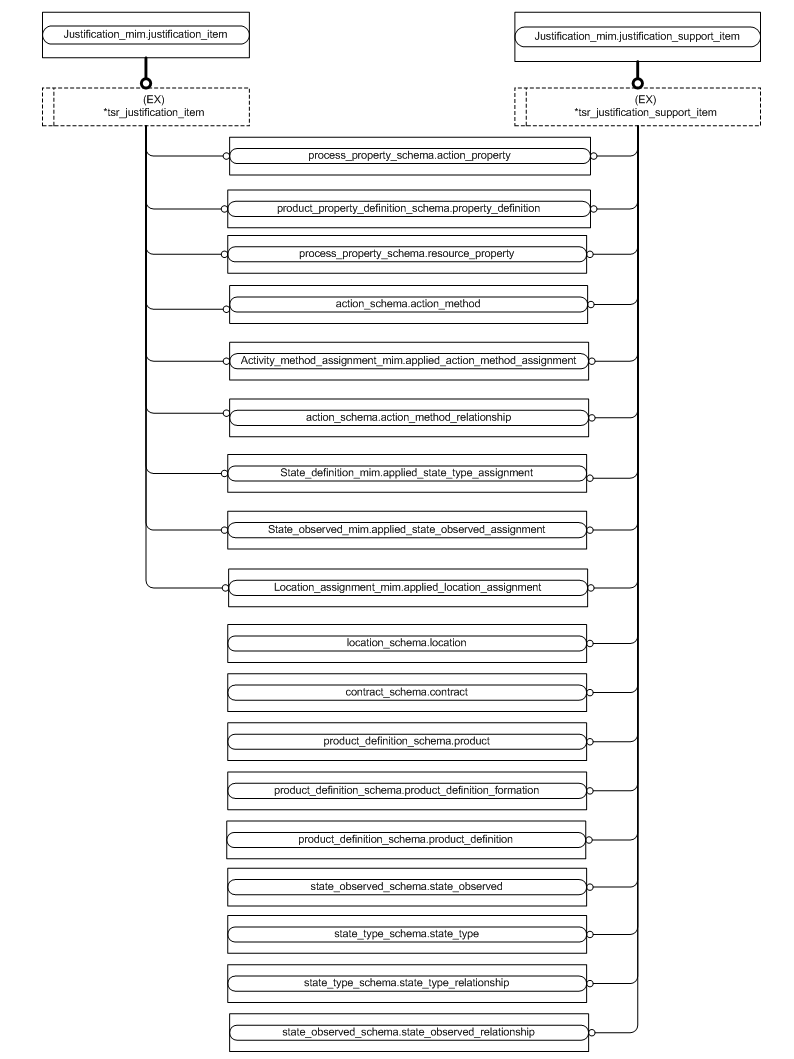 Justification_mim.justification_item
Justification_mim.justification_support_item
(EX)
*tsr_justification_item
(EX)
*tsr_justification_support_item
process_property_schema.action_property
product_property_definition_schema.property_definition
process_property_schema.resource_property
action_schema.action_method
Activity_method_assignment_mim.applied_action_method_assignment
action_schema.action_method_relationship
State_definition_mim.applied_state_type_assignment
State_observed_mim.applied_state_observed_assignment
Location_assignment_mim.applied_location_assignment
location_schema.location
contract_schema.contract
product_definition_schema.product
product_definition_schema.product_definition_formation
product_definition_schema.product_definition
state_observed_schema.state_observed
state_type_schema.state_type
state_type_schema.state_type_relationship
state_observed_schema.state_observed_relationship